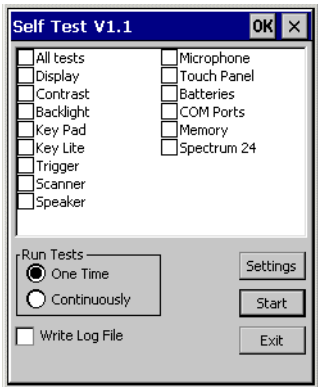 Self Test V1.1 OK ×
All tests
Display
Contrast
Backlight
Key Pad
Key Lite
Trigger
Scanner
Speaker
Microphone
Touch Panel
Batteries
COM Ports
Memory
Spectrum 24
Run Tests
One Time
Continuously
Write Log File
Settings
Start
Exit